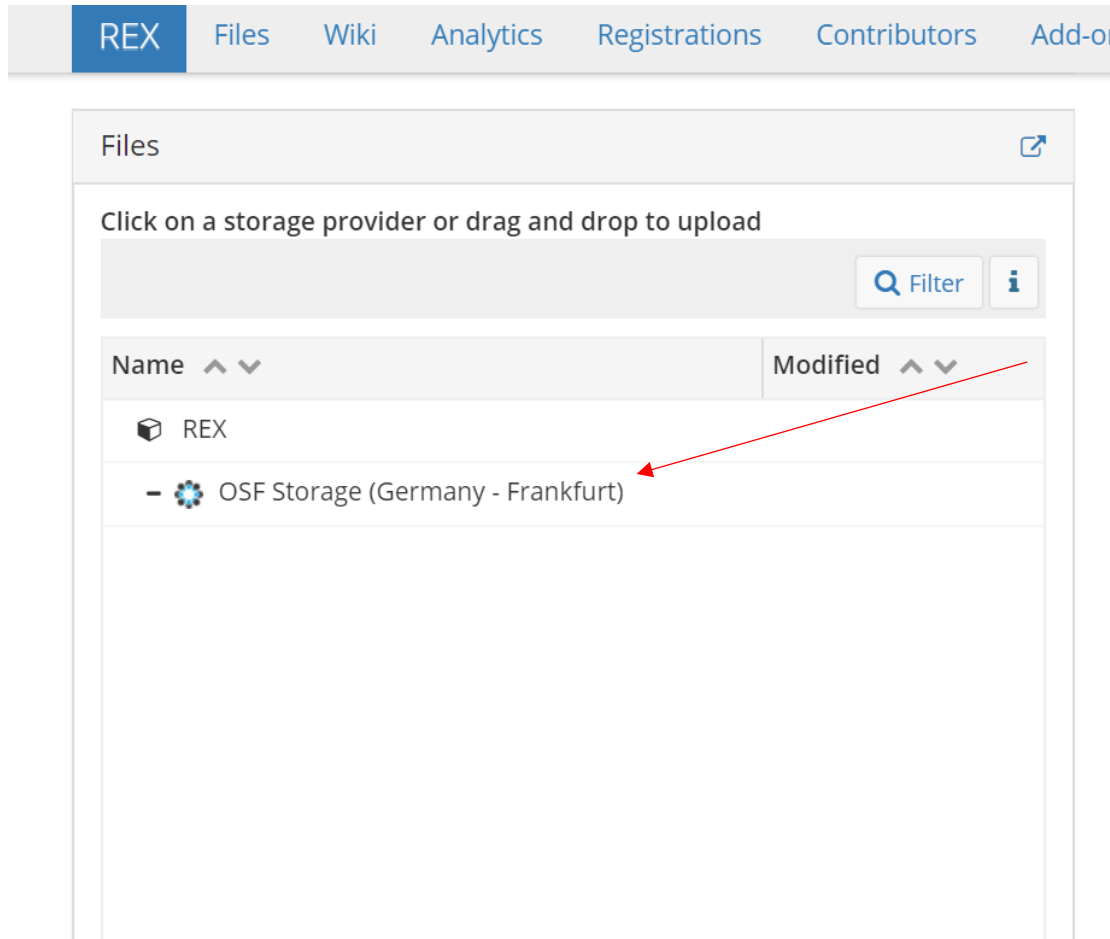 REX Files Wiki Analytics Registrations Contributors
Files
Click on a storage provider or drag and drop to upload
Filter i
Name Modified
REX
OSF Storage (Germany - Frankfurt)